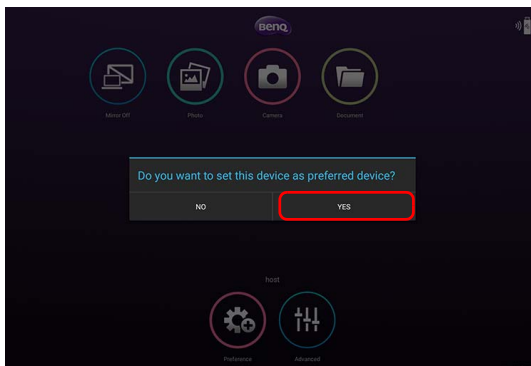 BenQ
Mirror Off
Photo
Camera
Document
Do you want to set this device as preferred device?
NO
YES
host
Preference
Advanced